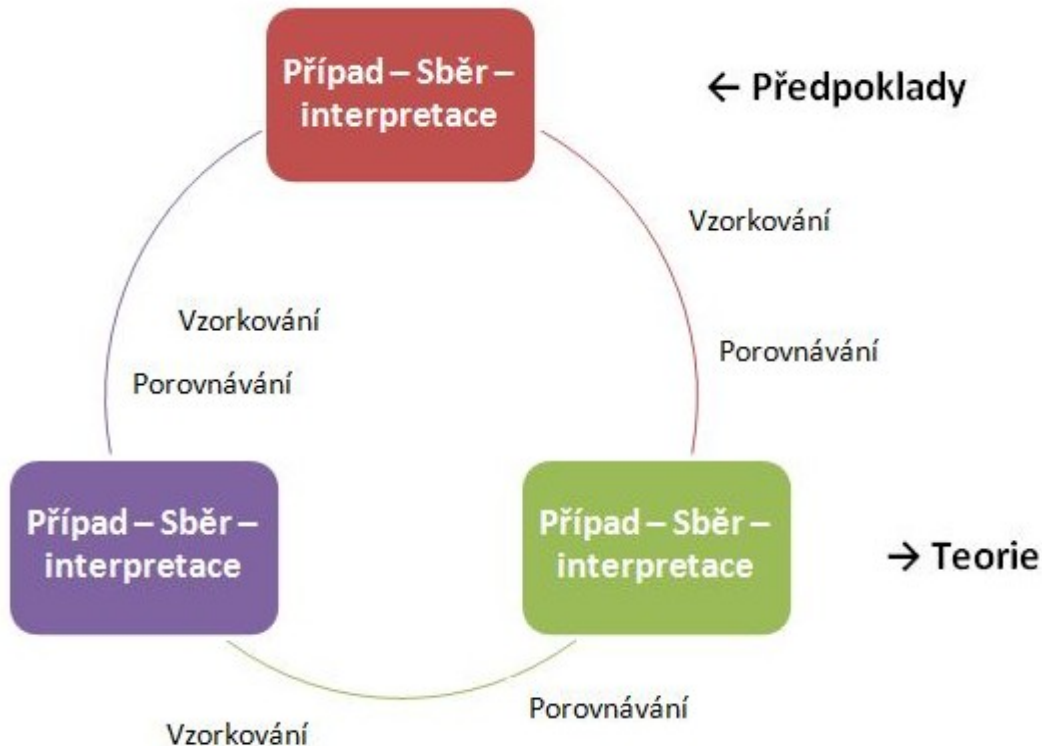 Případ – Sběr –
interpretace
← Předpoklady
Vzorkování
Vzorkování
Porovnávání
Porovnávání
Případ – Sběr –
interpretace
Případ – Sběr –
interpretace
→ Teorie
Porovnávání
Vzorkování